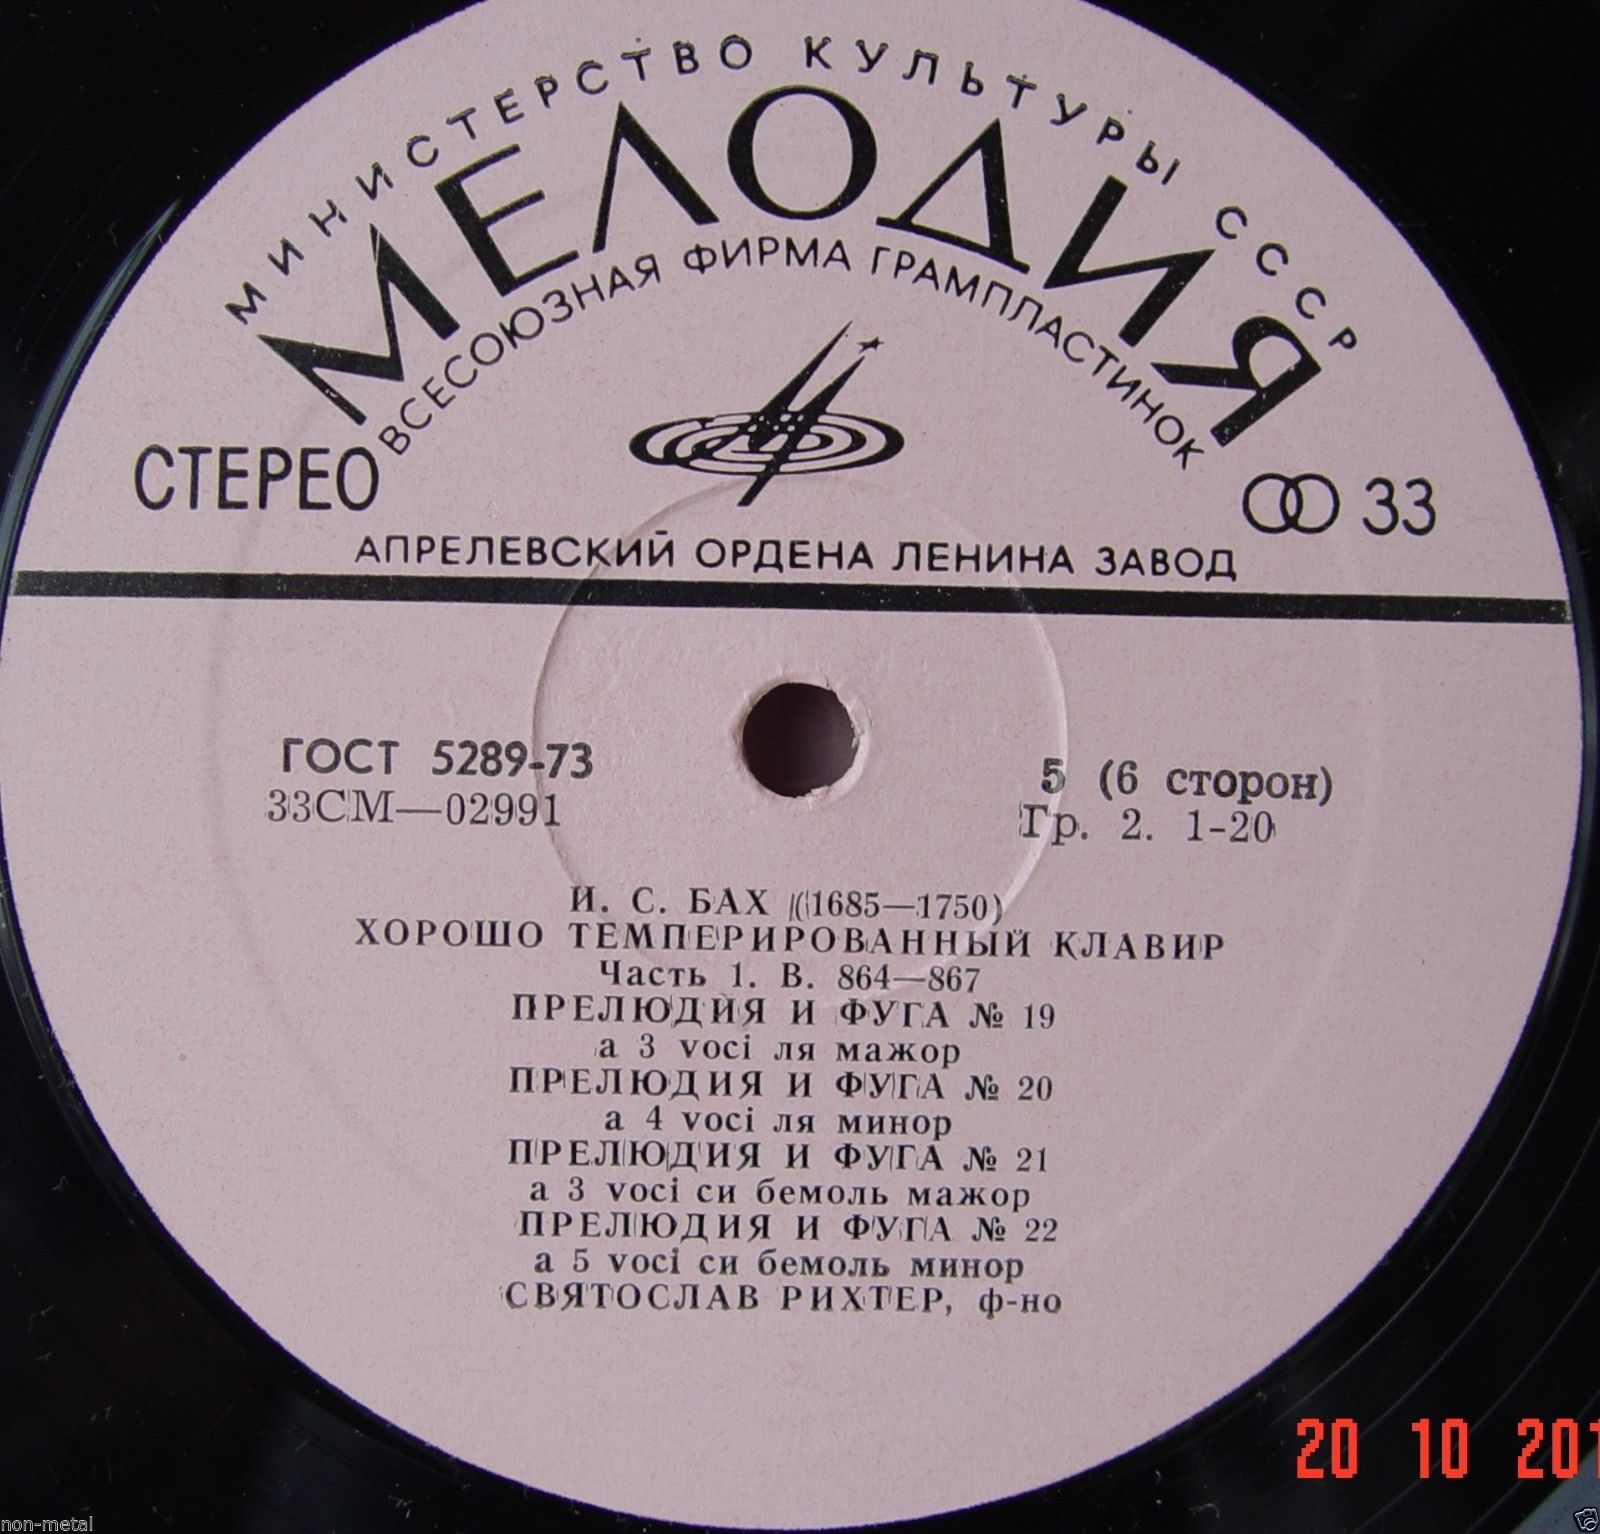 МИНИСТЕРСТВО КУЛЬТУРЫ СССР
МЕЛОДИЯ
ВСЕСОЮЗНАЯ ФИРМА ГРАМПЛАСТИНОК
СТЕРЕО
33
АПРЕЛЕВСКИЙ ОРДЕНА ЛЕНИНА ЗАВОД
ГОСТ 5289-73
33СМ—02991
5 (6 сторон)
Гр. 2. 1-20
И. С. БАХ (1685—1750)
ХОРОШО ТЕМПЕРИРОВАННЫЙ КЛАВИР
Часть 1. В. 864—867
ПРЕЛЮДИЯ И ФУГА № 19
a 3 voci ля мажор
ПРЕЛЮДИЯ И ФУГА № 20
a 4 voci ля минор
ПРЕЛЮДИЯ И ФУГА № 21
a 3 voci си бемоль мажор
ПРЕЛЮДИЯ И ФУГА № 22
a 5 voci си бемоль минор
СВЯТОСЛАВ РИХТЕР, ф-но
20 10 201
non-metal